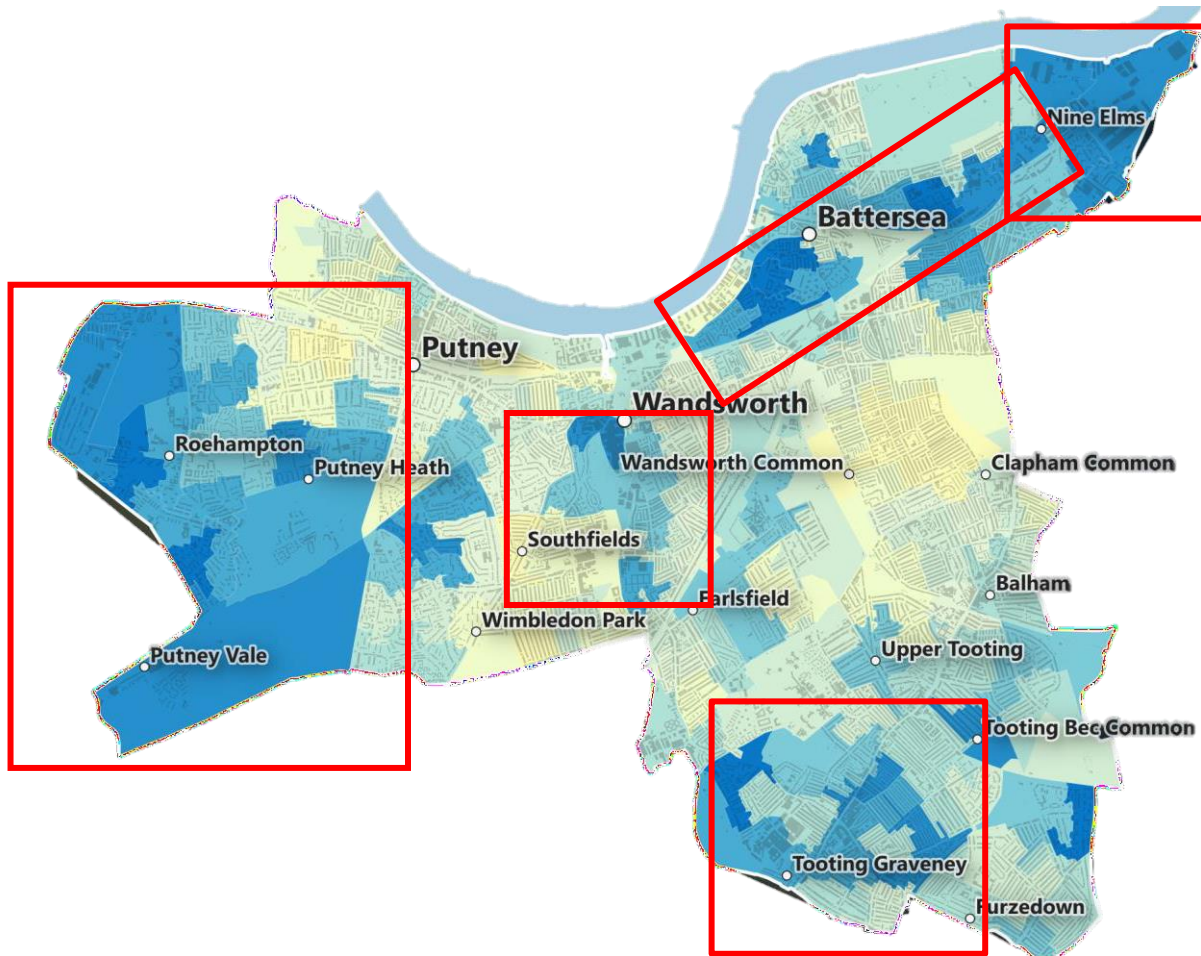 Nine Elms
Battersea
Putney
Wandsworth
Roehampton
Putney Heath
Wandsworth Common
Clapham Common
Southfields
Balham
Earlsfield
Wimbledon Park
Upper Tooting
Putney Vale
Tooting Bec Common
Tooting Graveney
Furzedown